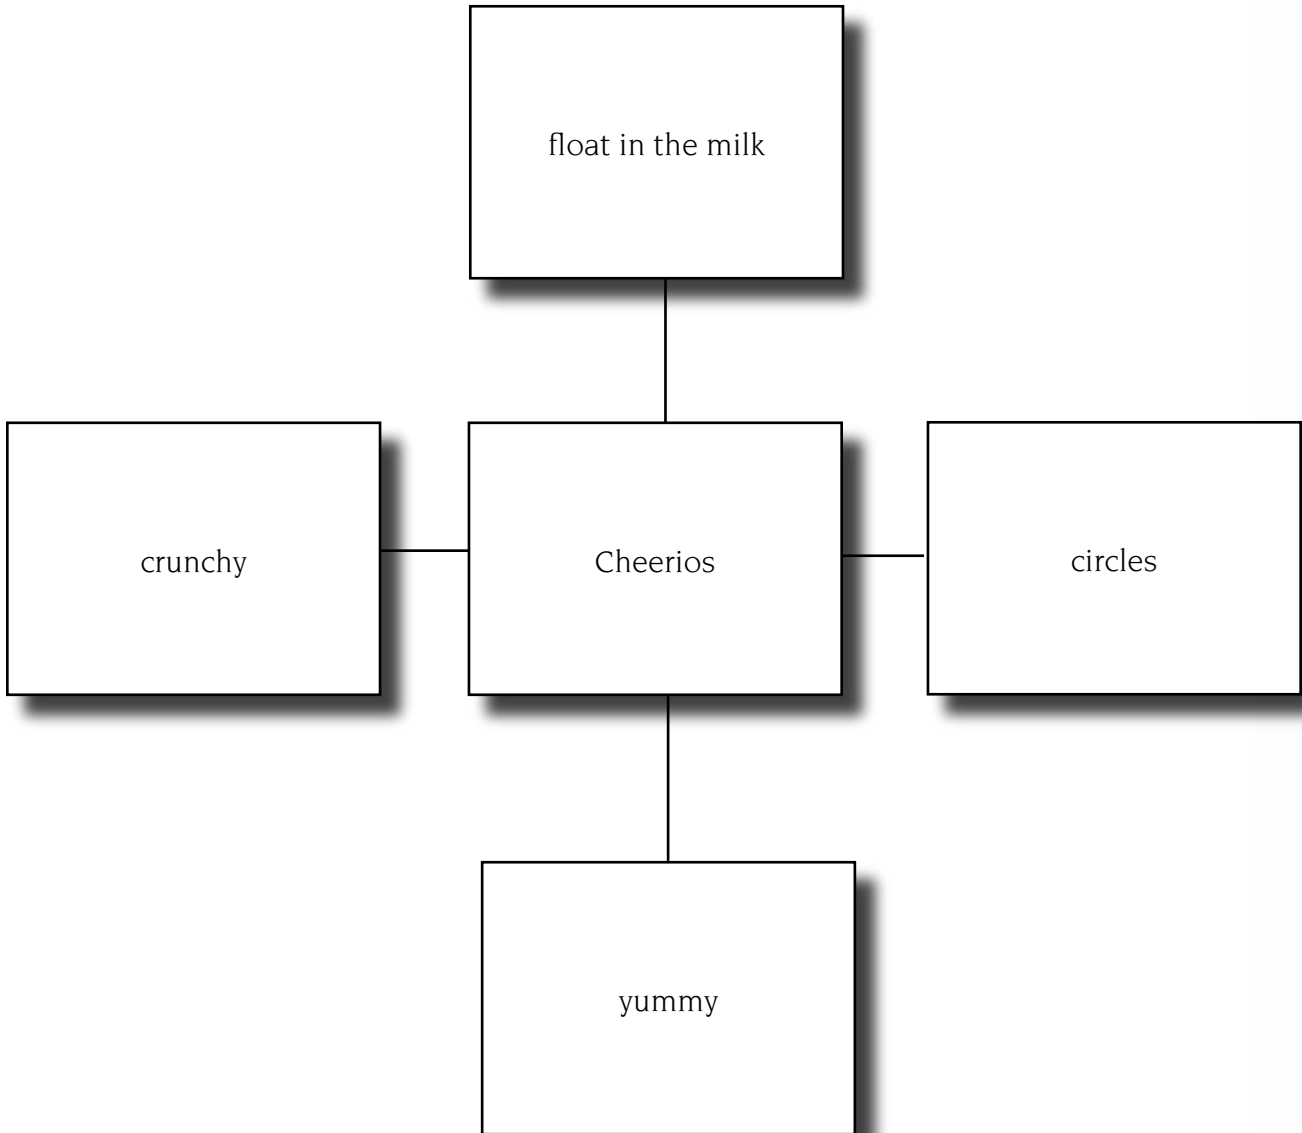 float in the milk
crunchy
Cheerios
circles
yummy